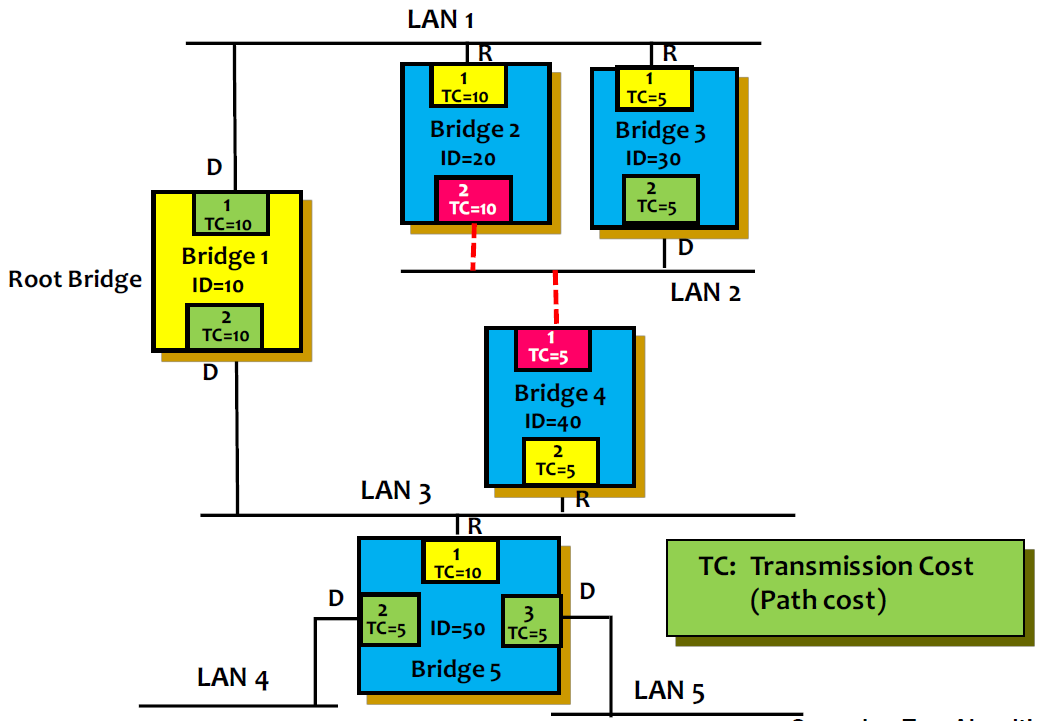 LAN 1
R
R
1
TC=10
Bridge 2
ID=20
2
TC=10
1
TC=5
Bridge 3
ID=30
2
TC=5
D
D
1
TC=10
Bridge 1
ID=10
2
TC=10
Root Bridge
D
LAN 2
1
TC=5
Bridge 4
ID=40
2
TC=5
R
LAN 3
R
1
TC=10
D
2
TC=5
ID=50
3
TC=5
D
Bridge 5
LAN 4
LAN 5
TC: Transmission Cost
(Path cost)